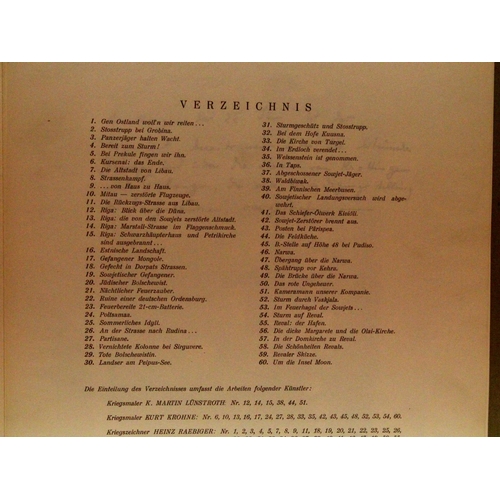 VERZEICHNIS
1. Gen Ostland woll'n wir reiten...
2. Stosstrupp bei Grobina.
3. Panzerjäger halten Wacht.
4. Bereit zum Sturm!
5. Bei Prekule fingen wir ihn.
6. Kursenai: das Ende.
7. Die Altstadt von Libau.
8. Strassenkampf.
9. ...von Haus zu Haus.
10. Mitau — zerstörte Flugzeuge.
11. Die Rückzugs-Strasse aus Libau.
12. Riga: Blick über die Düna.
13. Riga: die von den Sowjets zerstörte Altstadt.
14. Riga: Marstall-Strasse im Flaggenschmuck.
15. Riga: Schwarzhäupterhaus und Petrikirche
sind ausgebrannt...
16. Estnische Landschaft.
17. Gefangener Mongole.
18. Gefecht in Dorpats Strassen.
19. Sowjetischer Gefangener.
20. Jüdischer Bolschewist.
21. Nächtlicher Feuerzauber.
22. Ruine einer deutschen Ordensburg.
23. Feuerbereite 21-cm-Batterie.
24. Poltsamaa.
25. Sommerliches Idyll.
26. An der Strasse nach Rudina...
27. Partisane.
28. Vernichtete Kolonne bei Sirguvere.
29. Tote Bolschewistin.
30. Landser am Peipus-See.
31. Sturmgeschütz und Stosstrupp.
32. Bei dem Hofe Kuusna.
33. Die Kirche von Turgel.
34. Im Erdloch verendet...
35. Weissenstein ist genommen.
36. In Taps.
37. Abgeschossener Sowjet-Jäger.
38. Waldbiwak.
39. Am Finnischen Meerbusen.
40. Sowjetischer Landungsversuch wird abge-
wehrt.
41. Das Schiefer-Ölwerk Kiviöli.
42. Sowjet-Zerstörer brennt aus.
43. Posten bei Päripea.
44. Die Feldküche.
45. B.-Stelle auf Höhe 48 bei Padise.
46. Narwa.
47. Übergang über die Narwa.
48. Spähtrupp vor Kehra.
49. Die Brücke über die Narwa.
50. Das rote Ungeheuer.
51. Kameramann unserer Kompanie.
52. Sturm durch Vaskjala.
53. Im Feuerhagel der Sowjets...
54. Sturm auf Reval.
55. Reval: der Hafen.
56. Die dicke Margarete und die Olai-Kirche.
57. In der Domkirche zu Reval.
58. Die Schönheiten Revals.
59. Revaler Skizze.
60. Um die Insel Moon.
Die Einteilung des Verzeichnisses umfasst die Arbeiten folgender Künstler:
Kriegsmaler K. MARTIN LÜNSTROTH: Nr. 12, 14, 15, 38, 44, 51.
Kriegsmaler KURT KROHNE: Nr. 6, 10, 13, 16, 17, 24, 27, 28, 33, 35, 42, 43, 45, 48, 52, 53, 54, 60.
Kriegszeichner HEINZ RAEBIGER: Nr. 1, 2, 3, 4, 5, 7, 8, 9, 11, 18, 19, 20, 21, 22, 23, 25, 26,